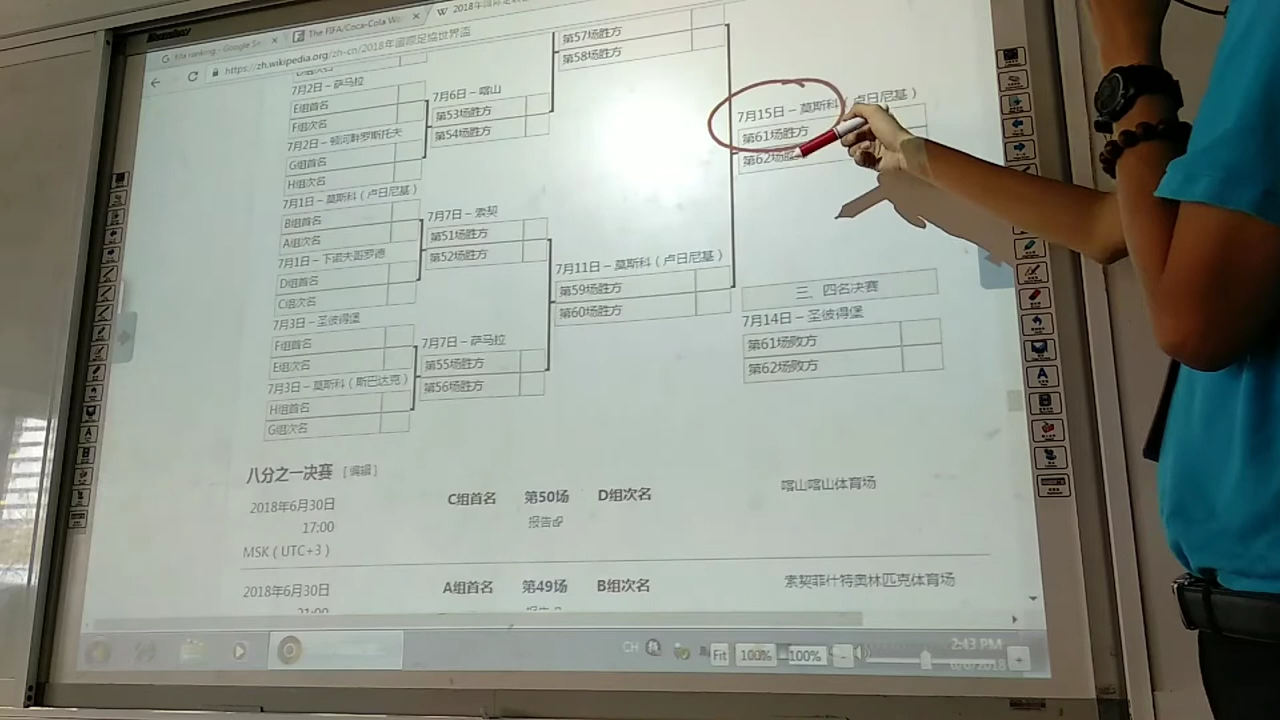 Fifa ranking - Google Se
The FIFA/Coca-Cola Wo
https://zh.wikipedia.org/zh-cn/2018年國際足協世界盃
7月2日 – 萨马拉
E组首名
F组次名
7月2日 – 顿河畔罗斯托夫
G组首名
H组次名
7月1日 – 莫斯科（卢日尼基）
B组首名
A组次名
7月1日 – 下诺夫哥罗德
D组首名
C组次名
7月3日 – 圣彼得堡
F组首名
E组次名
7月3日 – 莫斯科（斯巴达克）
H组首名
G组次名
7月6日 – 喀山
第53场胜方
第54场胜方
7月7日 – 索契
第51场胜方
第52场胜方
7月7日 – 萨马拉
第55场胜方
第56场胜方
第57场胜方
第58场胜方
7月11日 – 莫斯科（卢日尼基）
第59场胜方
第60场胜方
7月15日 – 莫斯科（卢日尼基）
第61场胜方
第62场胜
三、四名决赛
7月14日 – 圣彼得堡
第61场败方
第62场败方
八分之一决赛 [编辑]
2018年6月30日 C组首名 第50场 D组次名 喀山喀山体育场
17:00 报告
MSK（UTC+3）
2018年6月30日 A组首名 第49场 B组次名 索契菲什特奥林匹克体育场
21:00 报告
CH Fit 100% 100% 2:43 PM